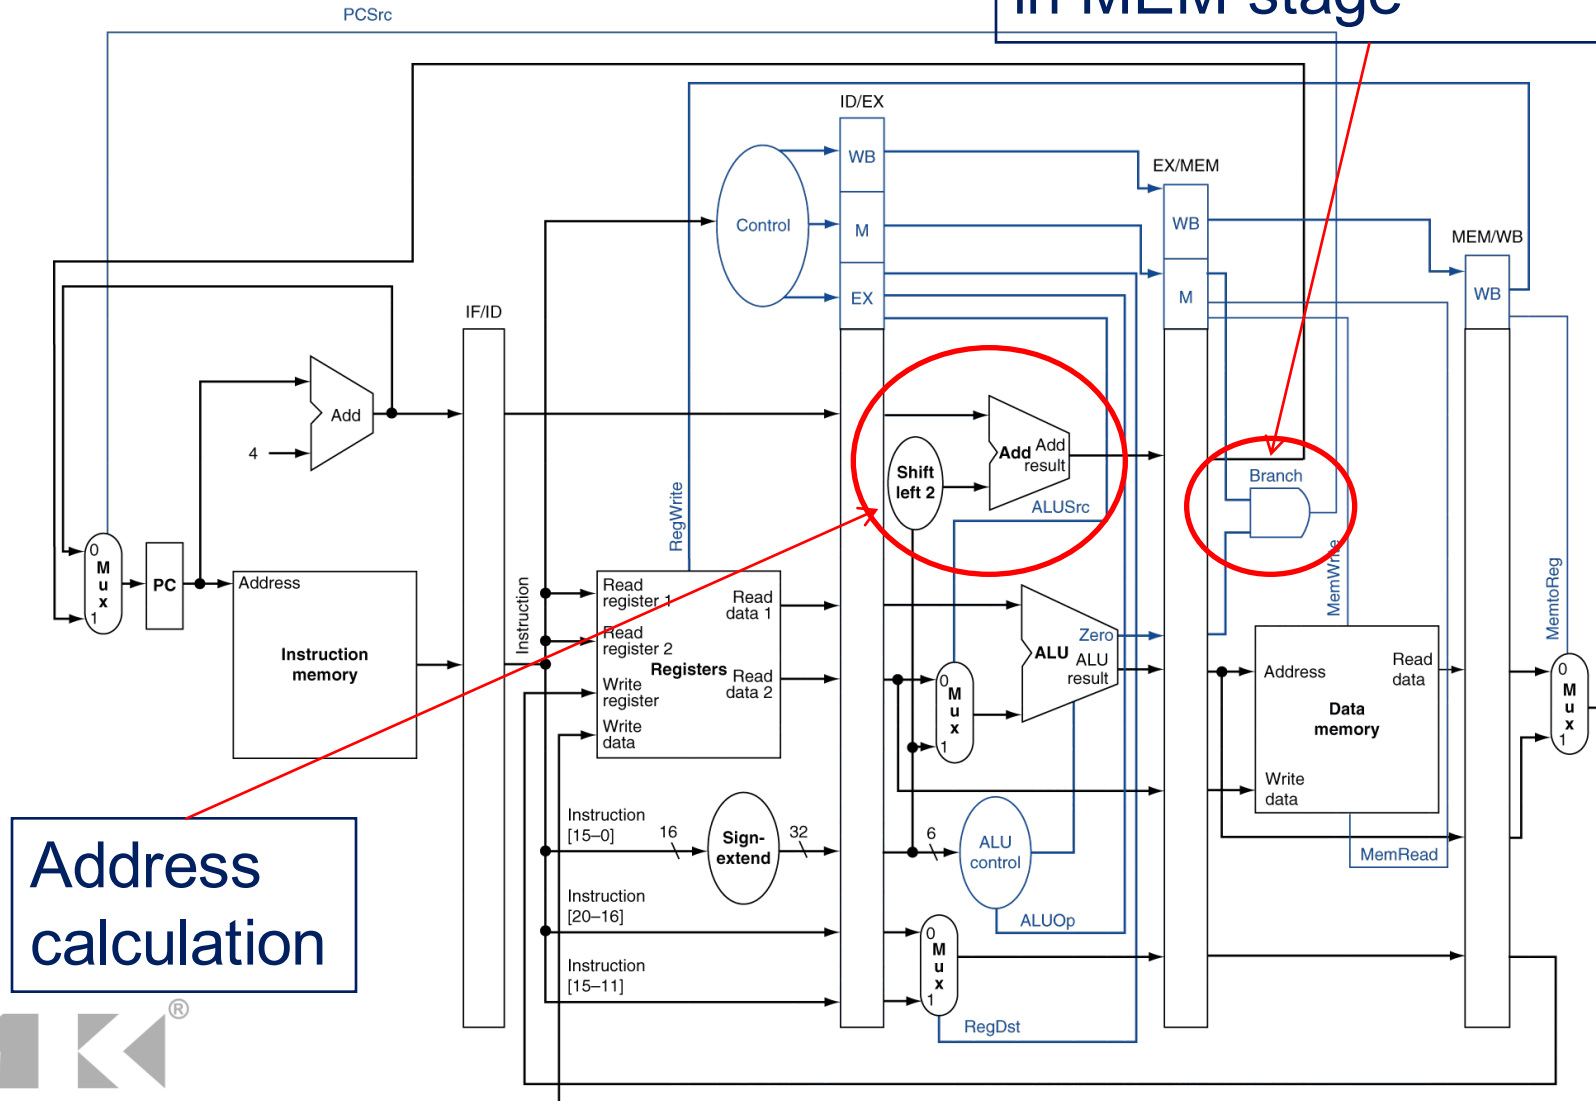 in MEM stage
PCSrc
ID/EX
WB
EX/MEM
Control
M
WB
MEM/WB
EX
M
WB
IF/ID
Add
4
Add
Add
result
Shift
left 2
Branch
ALUSrc
RegWrite
MemWrite
MemtoReg
0
M
u
x
1
PC
Address
Instruction
memory
Instruction
Read
register 1
Read
data 1
Read
register 2
Registers
Read
data 2
Write
register
Write
data
Zero
ALU
ALU
result
0
M
u
x
1
Address
Read
data
Data
memory
Write
data
0
M
u
x
1
Instruction
[15–0]
16
Sign-
extend
32
6
ALU
control
MemRead
Instruction
[20–16]
ALUOp
0
M
u
x
1
Instruction
[15–11]
RegDst
Address
calculation
®